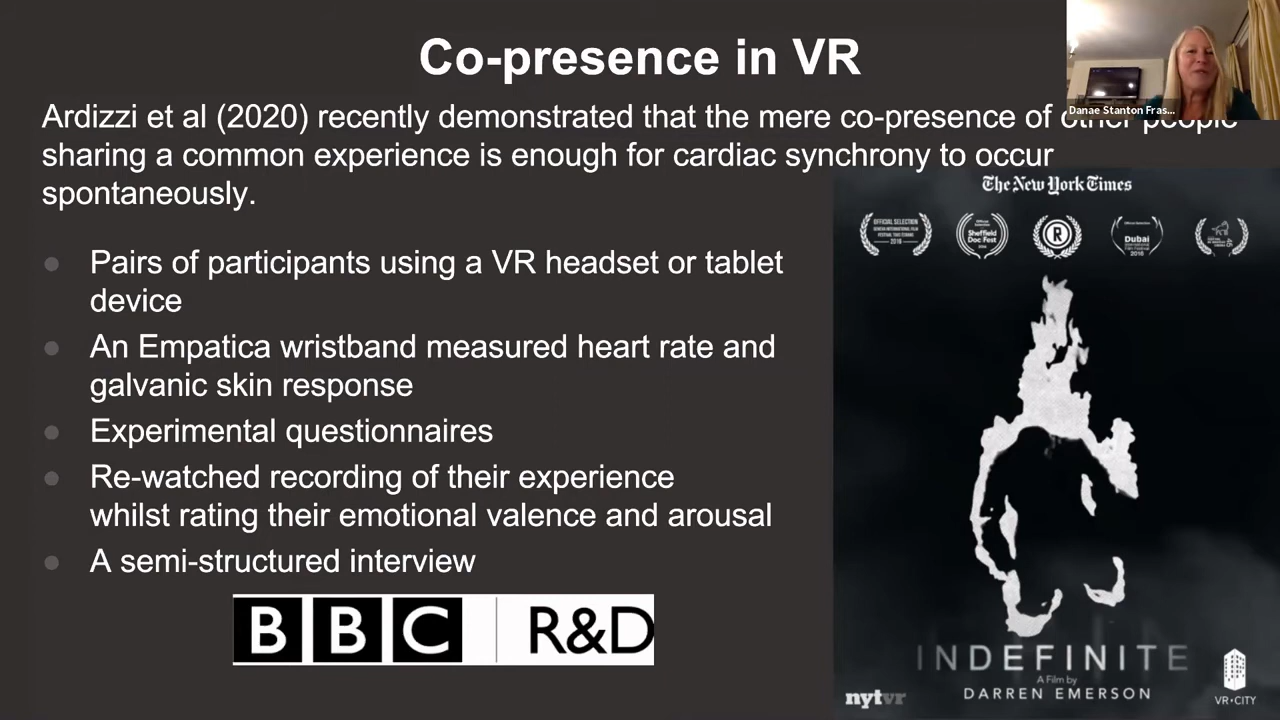 Co-presence in VR
Danae Stanton Fras...
Ardizzi et al (2020) recently demonstrated that the mere co-presence of other people
sharing a common experience is enough for cardiac synchrony to occur
spontaneously.
The New York Times
OFFICIAL SELECTION
2016
Sheffield
Doc Fest
R
Dubai
2016
Pairs of participants using a VR headset or tablet
device
An Empatica wristband measured heart rate and
galvanic skin response
Experimental questionnaires
Re-watched recording of their experience
whilst rating their emotional valence and arousal
A semi-structured interview
BBC R&D
INDEFINITE
A Film by
DARREN EMERSON
nytvr
VR•CITY